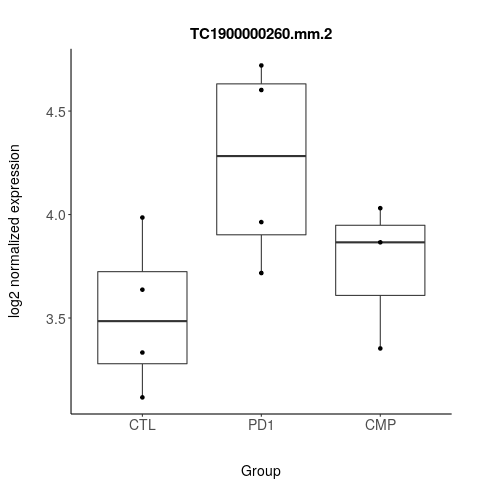 TC1900000260.mm.2
log2 normalized expression
4.5
4.0
3.5
CTL PD1 CMP
Group